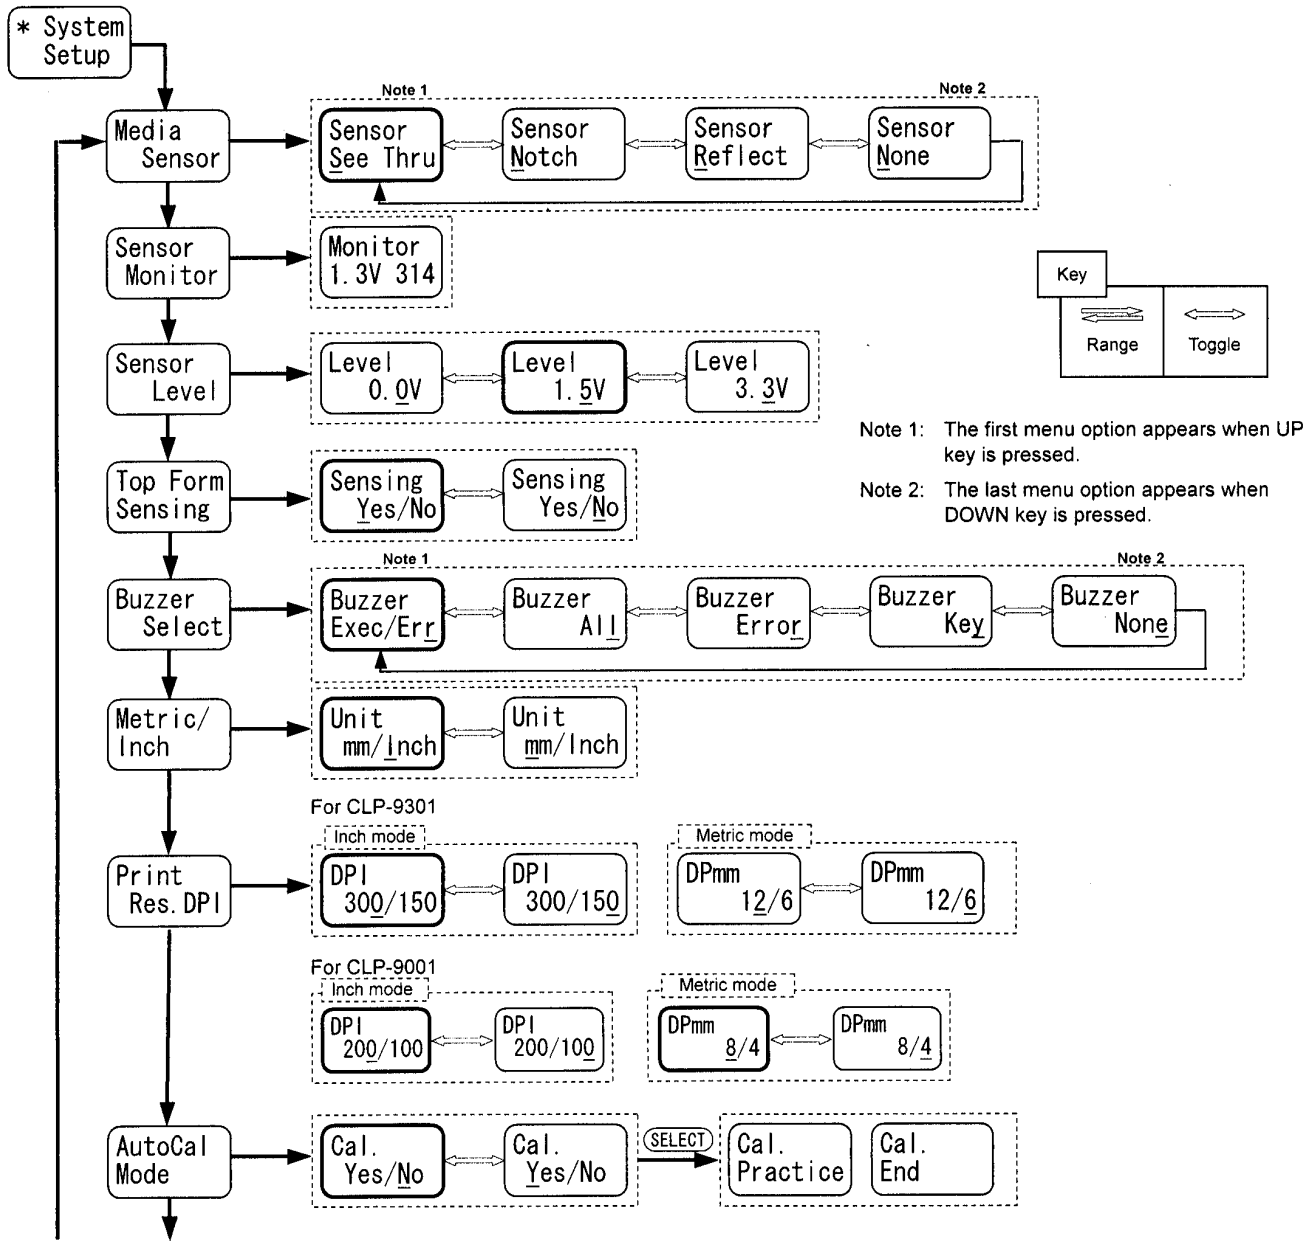 * System
Setup
Note 1
Note 2
Media
Sensor
Sensor
See Thru
Sensor
Notch
Sensor
Reflect
Sensor
None
Sensor
Monitor
Monitor
1.3V 314
Key
Range
Toggle
Sensor
Level
Level
0.0V
Level
1.5V
Level
3.3V
Note 1: The first menu option appears when UP
key is pressed.
Note 2: The last menu option appears when
DOWN key is pressed.
Top Form
Sensing
Sensing
Yes/No
Sensing
Yes/No
Note 1
Note 2
Buzzer
Select
Buzzer
Exec/Err
Buzzer
All
Buzzer
Error
Buzzer
Key
Buzzer
None
Metric/
Inch
Unit
mm/Inch
Unit
mm/Inch
For CLP-9301
Inch mode
Metric mode
Print
Res.DPI
DPI
300/150
DPI
300/150
DPmm
12/6
DPmm
12/6
For CLP-9001
Inch mode
Metric mode
DPI
200/100
DPI
200/100
DPmm
8/4
DPmm
8/4
AutoCal
Mode
Cal.
Yes/No
Cal.
Yes/No
SELECT
Cal.
Practice
Cal.
End